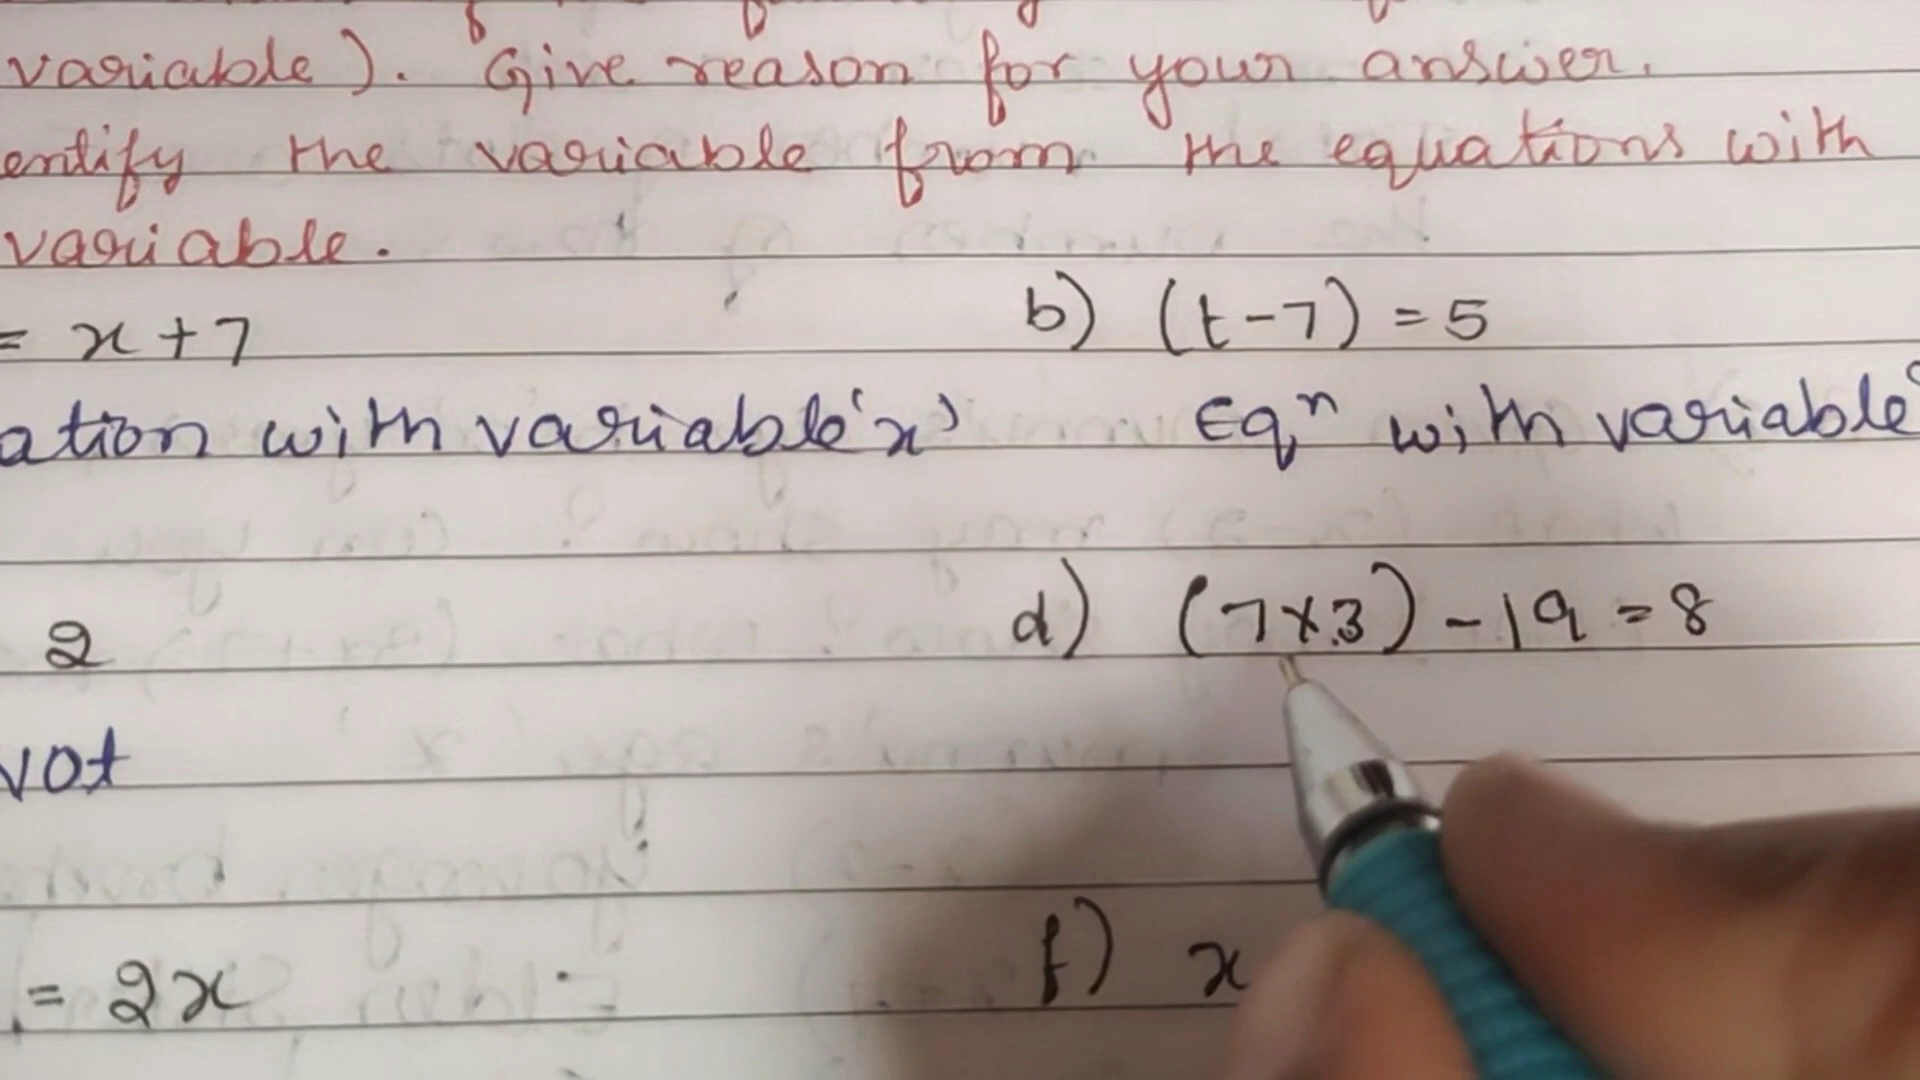 variable). Give reason for your answer.
entify the variable from the equations with
variable.
= x + 7
b) (t-7) = 5
ation with variable 'x'
Eqⁿ with variable
2
d) (7×3) - 19 = 8
= 2x
f) x